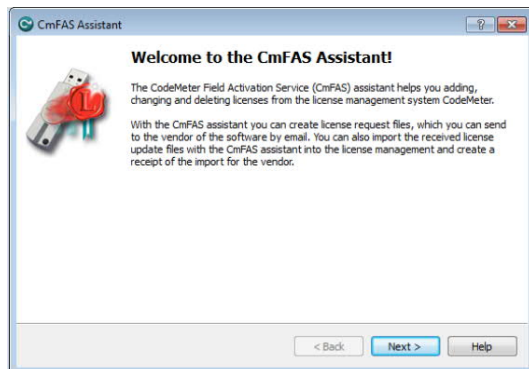 CmFAS Assistant
Welcome to the CmFAS Assistant!
The CodeMeter Field Activation Service (CmFAS) assistant helps you adding,
changing and deleting licenses from the license management system CodeMeter.
With the CmFAS assistant you can create license request files, which you can send
to the vendor of the software by email. You can also import the received license
update files with the CmFAS assistant into the license management and create a
receipt of the import for the vendor.
< Back Next > Help